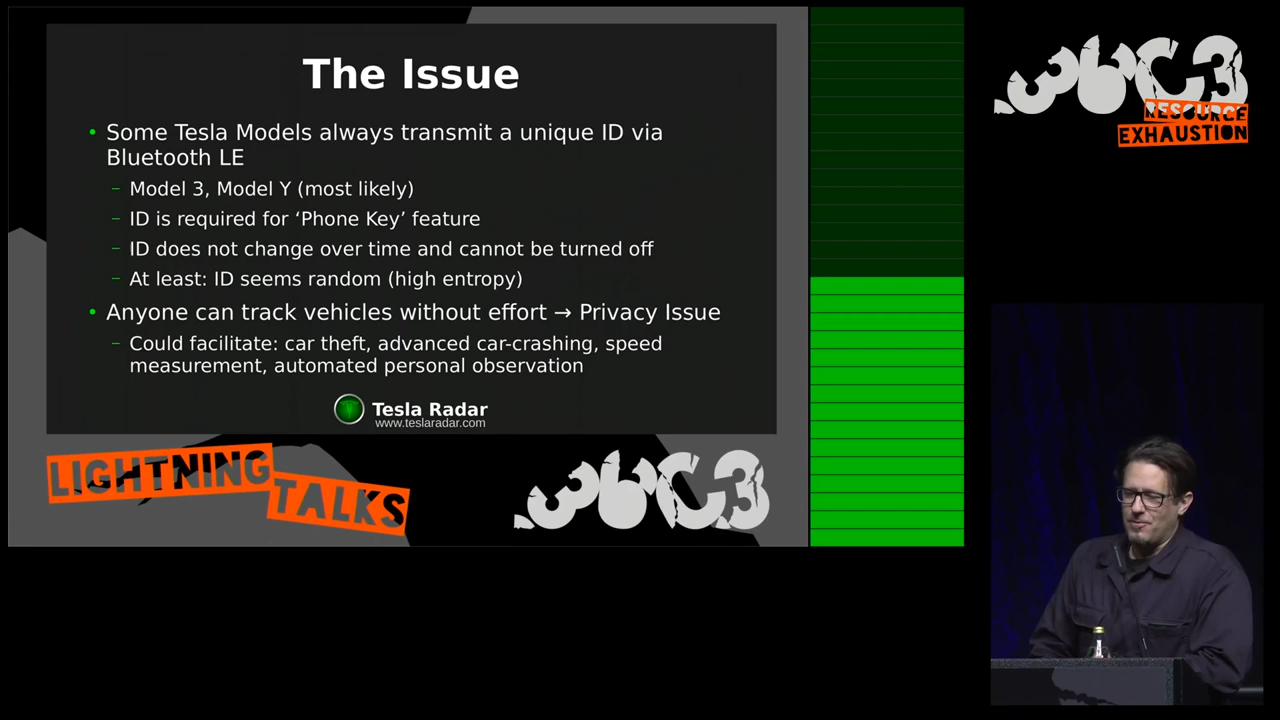 The Issue
• Some Tesla Models always transmit a unique ID via
Bluetooth LE
– Model 3, Model Y (most likely)
– ID is required for ‘Phone Key’ feature
– ID does not change over time and cannot be turned off
– At least: ID seems random (high entropy)
• Anyone can track vehicles without effort → Privacy Issue
– Could facilitate: car theft, advanced car-crashing, speed
measurement, automated personal observation
Tesla Radar
www.teslaradar.com
LIGHTNING
TALKS
36C3
36C3
RESOURCE
EXHAUSTION